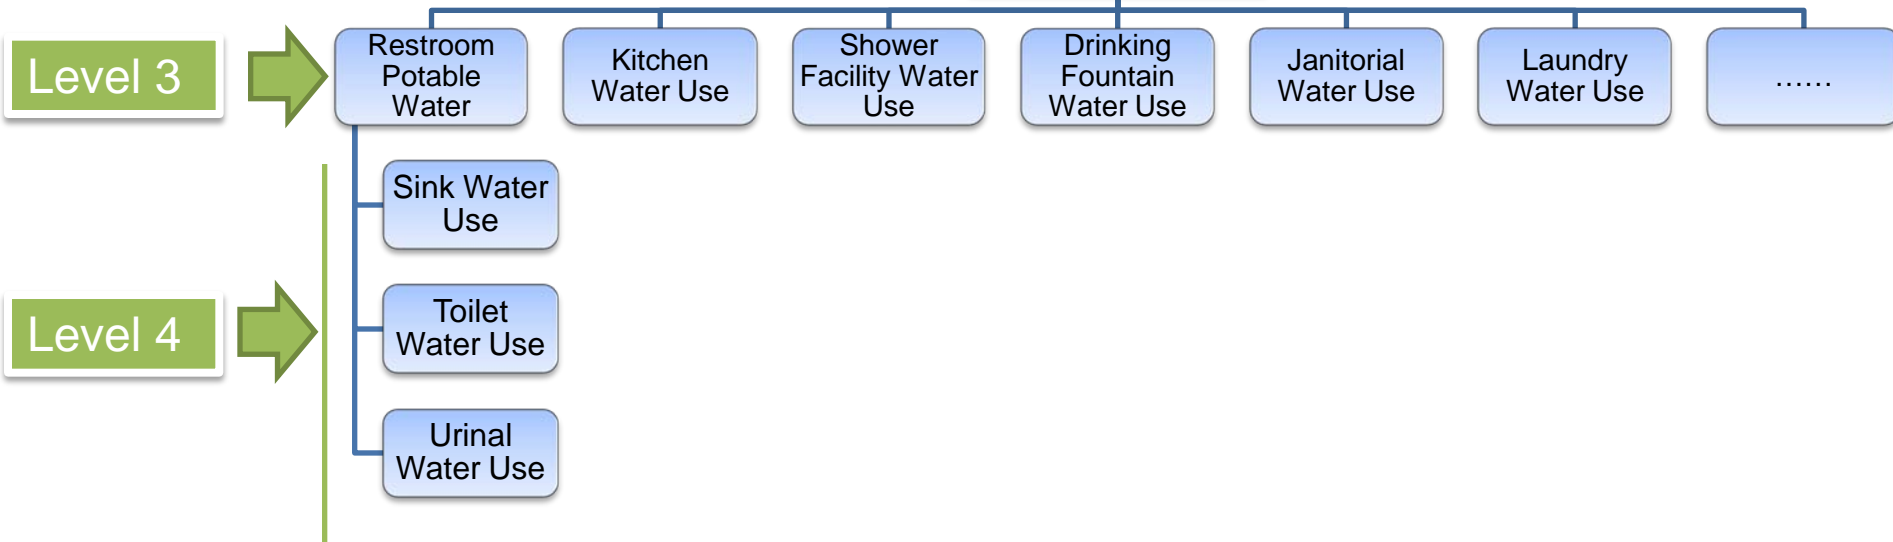 Level 3
Restroom
Potable
Water
Kitchen
Water Use
Shower
Facility Water
Use
Drinking
Fountain
Water Use
Janitorial
Water Use
Laundry
Water Use
......
Level 4
Sink Water
Use
Toilet
Water Use
Urinal
Water Use